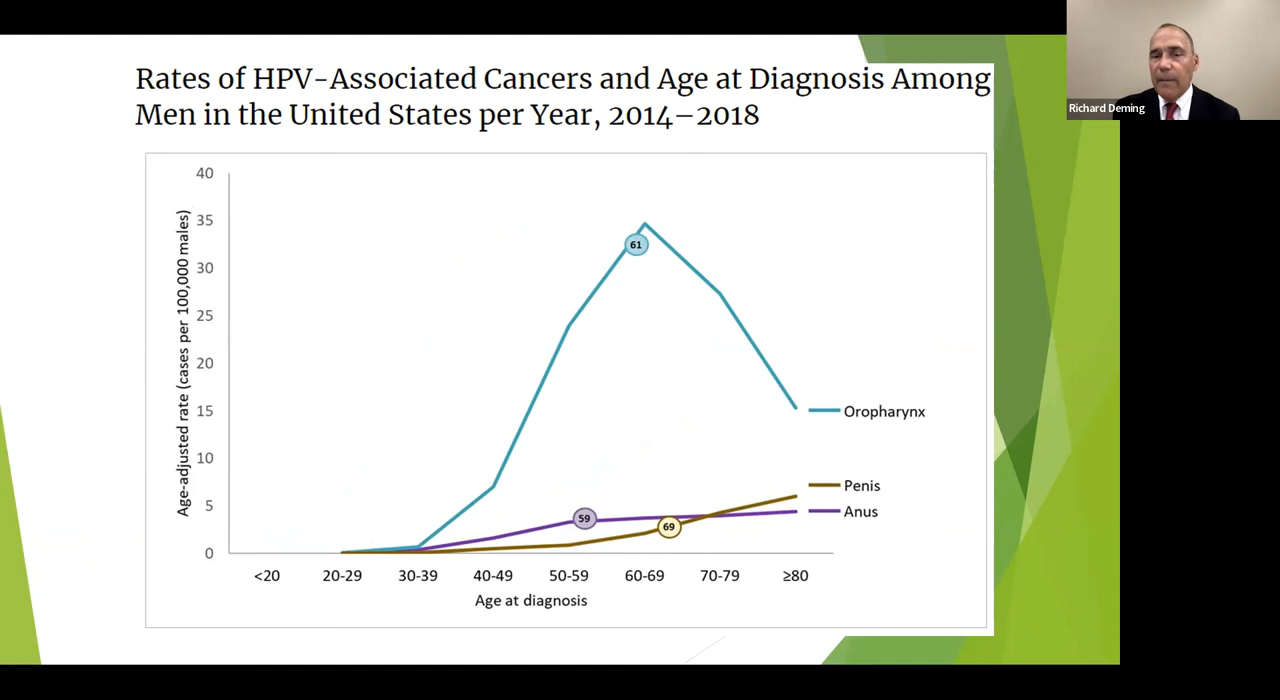 Rates of HPV-Associated Cancers and Age at Diagnosis Among
Men in the United States per Year, 2014–2018
Richard Deming
Age-adjusted rate (cases per 100,000 males)
40
35
30
25
20
15
10
5
0
61
59
69
Oropharynx
Penis
Anus
<20 20-29 30-39 40-49 50-59 60-69 70-79 ≥80
Age at diagnosis